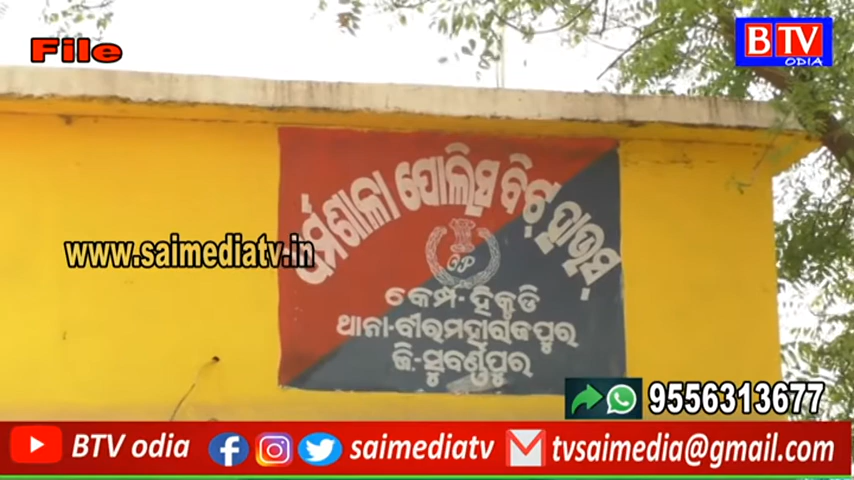 File
BTV
ODIA
ଧର୍ମଶାଳା ପୋଲିସ ବିଟ୍ ହାଉସ୍
www.saimediatv.in
OP
କେମ୍ପ-ହିକୁଡି
ଥାନା-ବୀରମହାରାଜପୁର
ଜି-ସୁବର୍ଣ୍ଣପୁର
9556313677
BTV odia saimediatv tvsaimedia@gmail.com